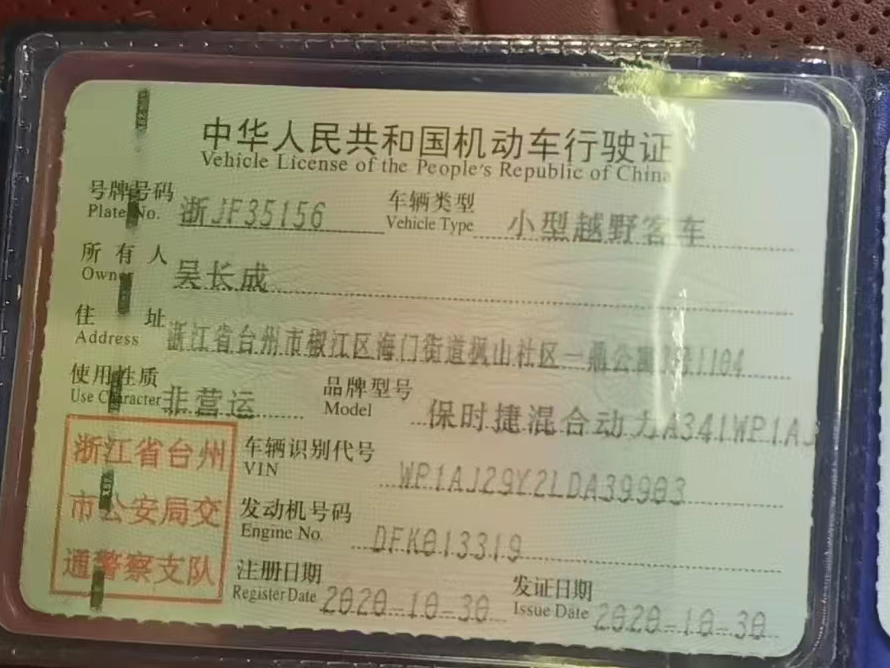 中华人民共和国机动车行驶证
Vehicle License of the People's Republic of China
号牌号码 浙JF35156 车辆类型 小型越野客车
Plate No. Vehicle Type
所有人 吴长成
Owner
住址 浙江省台州市椒江区海门街道枫山社区一鼎公寓3幢1104
Address
使用性质 非营运 品牌型号 保时捷混合动力A341WP1AJ
Use Character Model
浙江省台州 车辆识别代号 WP1AJ29Y2LDA39903
VIN
市公安局交 发动机号码 DFK013319
Engine No.
通警察支队 注册日期 2020-10-30 发证日期 2020-10-30
Register Date Issue Date